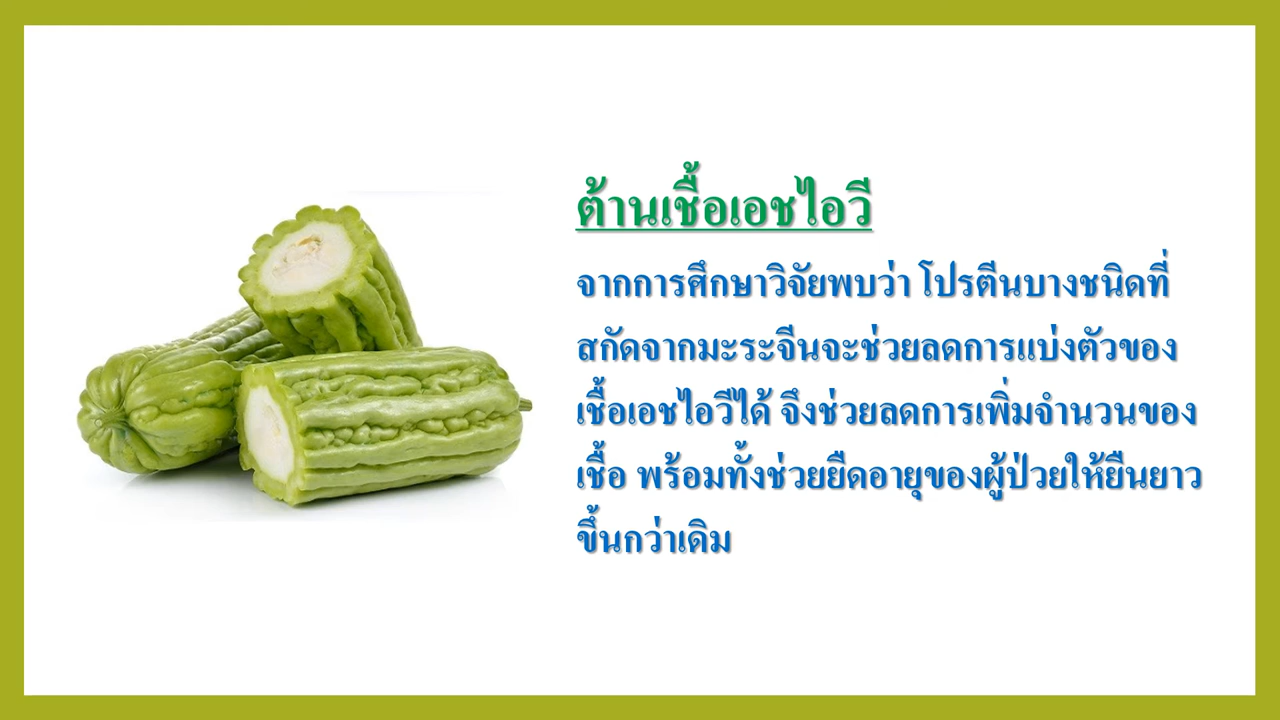 ต้านเชื้อเอชไอวี
จากการศึกษาวิจัยพบว่า โปรตีนบางชนิดที่
สกัดจากมะระจีนจะช่วยลดการแบ่งตัวของ
เชื้อเอชไอวีได้ จึงช่วยลดการเพิ่มจำนวนของ
เชื้อ พร้อมทั้งช่วยยืดอายุของผู้ป่วยให้ยืนยาว
ขึ้นกว่าเดิม